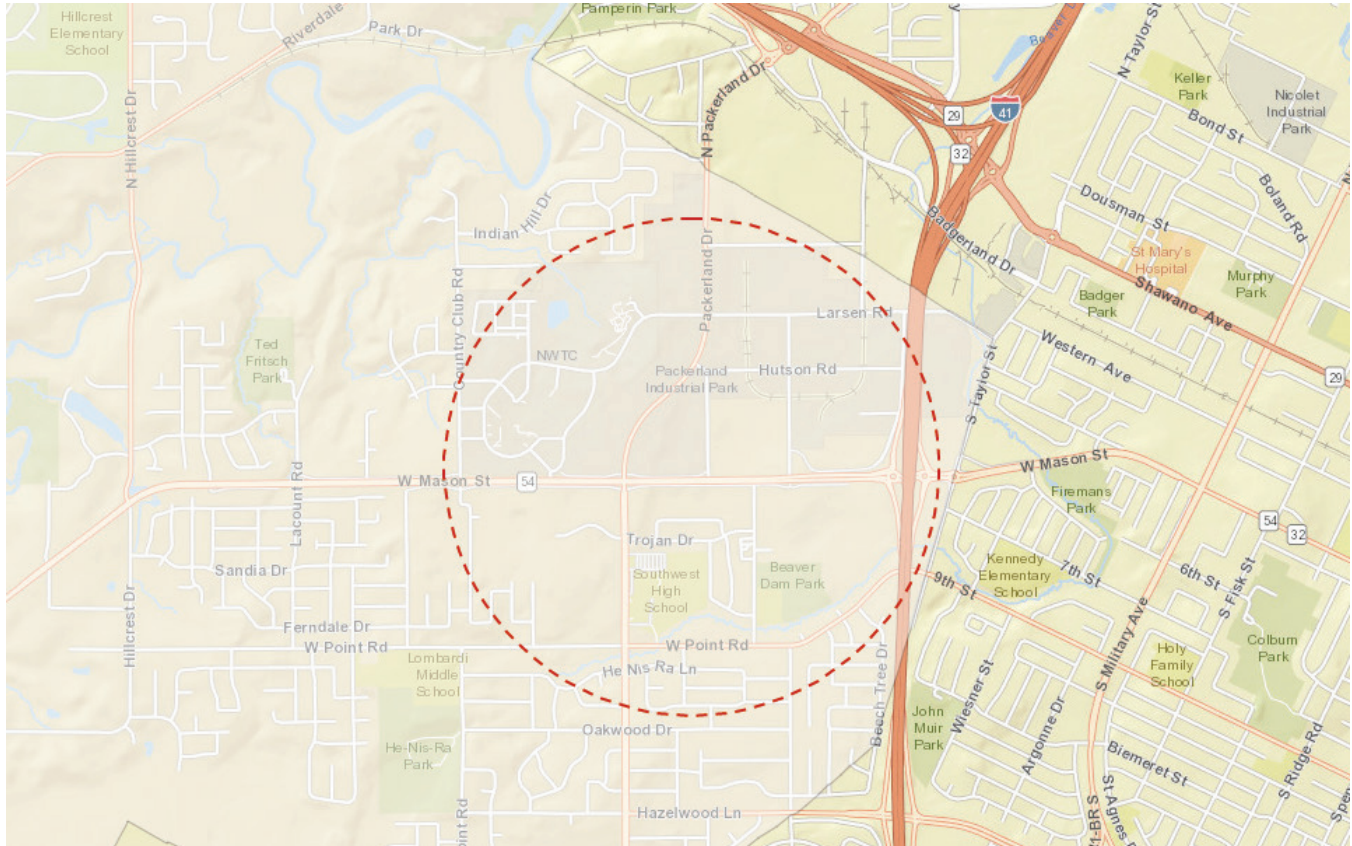 Hillcrest
Elementary
School
Riverdale
Park Dr
Pamperin Park
Beaver
N Taylor St
Keller
Park
Nicolet
Industrial
Park
Bond St
29
41
32
N Hillcrest Dr
N Packerland Dr
Boland Rd
Dousman St
Indian Hill Dr
Badgerland Dr
St Mary's
Hospital
Murphy
Park
Badger
Park
Shawano Ave
Country Club Rd
Packerland Dr
Larsen Rd
Ted
Fritsch
Park
NWTC
Packerland
Industrial Park
Hutson Rd
S Taylor St
Western Ave
29
W Mason St
54
W Mason St
Firemans
Park
54
32
Lacount Rd
Trojan Dr
Sandia Dr
Southwest
High
School
Beaver
Dam Park
9th St
Kennedy
Elementary
School
7th St
6th St
S Fisk St
Hillcrest Dr
Ferndale Dr
W Point Rd
W Point Rd
Lombardi
Middle
School
He Nis-Ra Ln
Beech Tree Dr
Wiesner St
S Military Ave
Holy
Family
School
Colburn
Park
He-Nis-Ra
Park
Oakwood Dr
John
Muir
Park
Argonne Dr
Biemeret St
S Ridge Rd
Hazelwood Ln
Point Rd
41-BR S
St Agnes